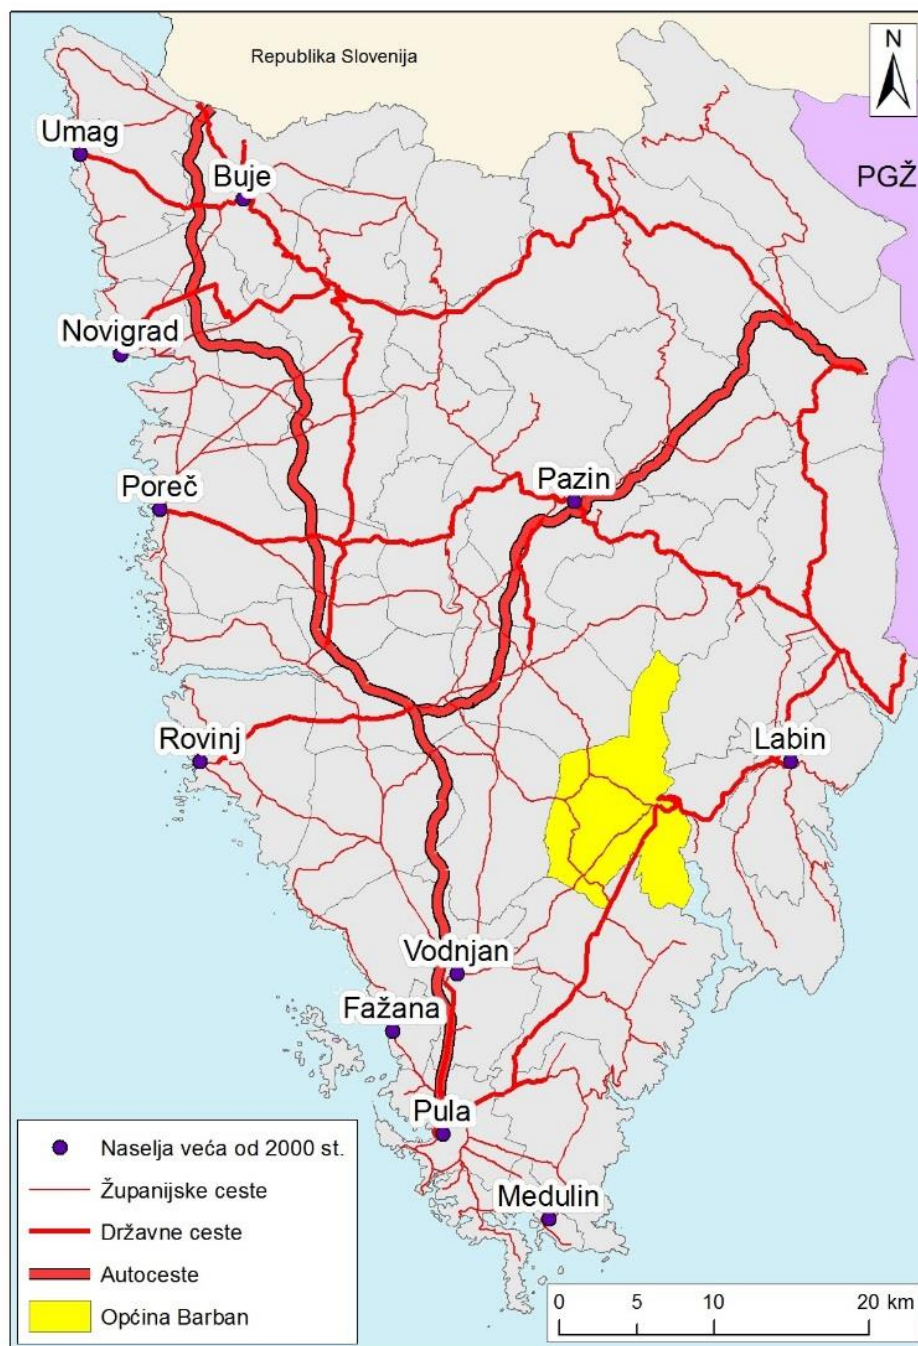 Republika Slovenija
N
Umag
PGŽ
Buje
Novigrad
Pazin
Poreč
Rovinj
Labin
Vodnjan
Fažana
Pula
Medulin
Naselja veća od 2000 st.
Županijske ceste
Državne ceste
Autoceste
Općina Barban
0 5 10 20 km